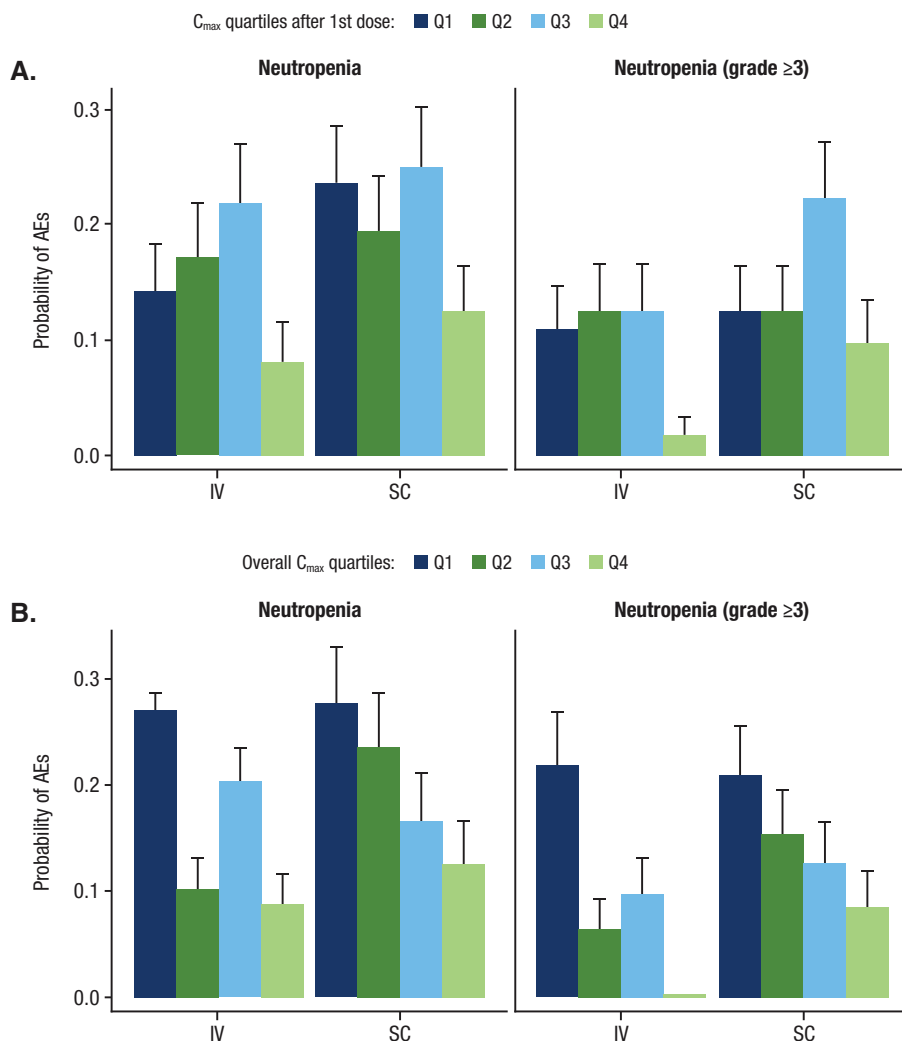 Cmax quartiles after 1st dose: Q1 Q2 Q3 Q4
A.
Neutropenia Neutropenia (grade ≥3)
Probability of AEs
0.3
0.2
0.1
0.0
IV SC IV SC
Overall Cmax quartiles: Q1 Q2 Q3 Q4
B.
Neutropenia Neutropenia (grade ≥3)
Probability of AEs
0.3
0.2
0.1
0.0
IV SC IV SC